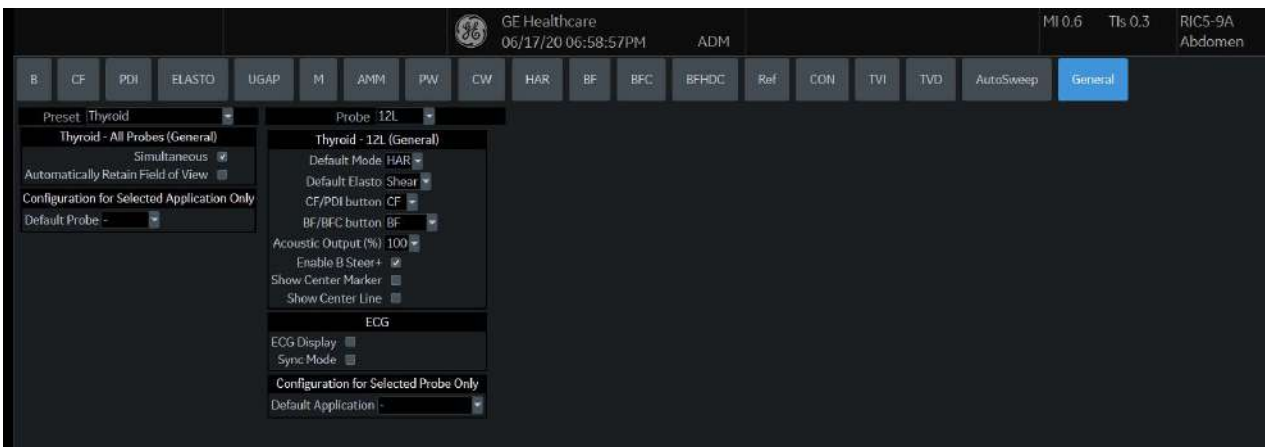 GE Healthcare
06/17/20 06:58:57PM ADM
MI 0.6 TIs 0.3
RIC5-9A
Abdomen
B CF PDI ELASTO UGAP M AMM PW CW HAR BF BFC BFHDC Ref CON TVI TVD AutoSweep General
Preset Thyroid
Thyroid - All Probes (General)
Simultaneous
Automatically Retain Field of View
Configuration for Selected Application Only
Default Probe -
Probe 12L
Thyroid - 12L (General)
Default Mode HAR
Default Elasto Shear
CF/PDI button CF
BF/BFC button BF
Acoustic Output (%) 100
Enable B Steer+
Show Center Marker
Show Center Line
ECG
ECG Display
Sync Mode
Configuration for Selected Probe Only
Default Application -